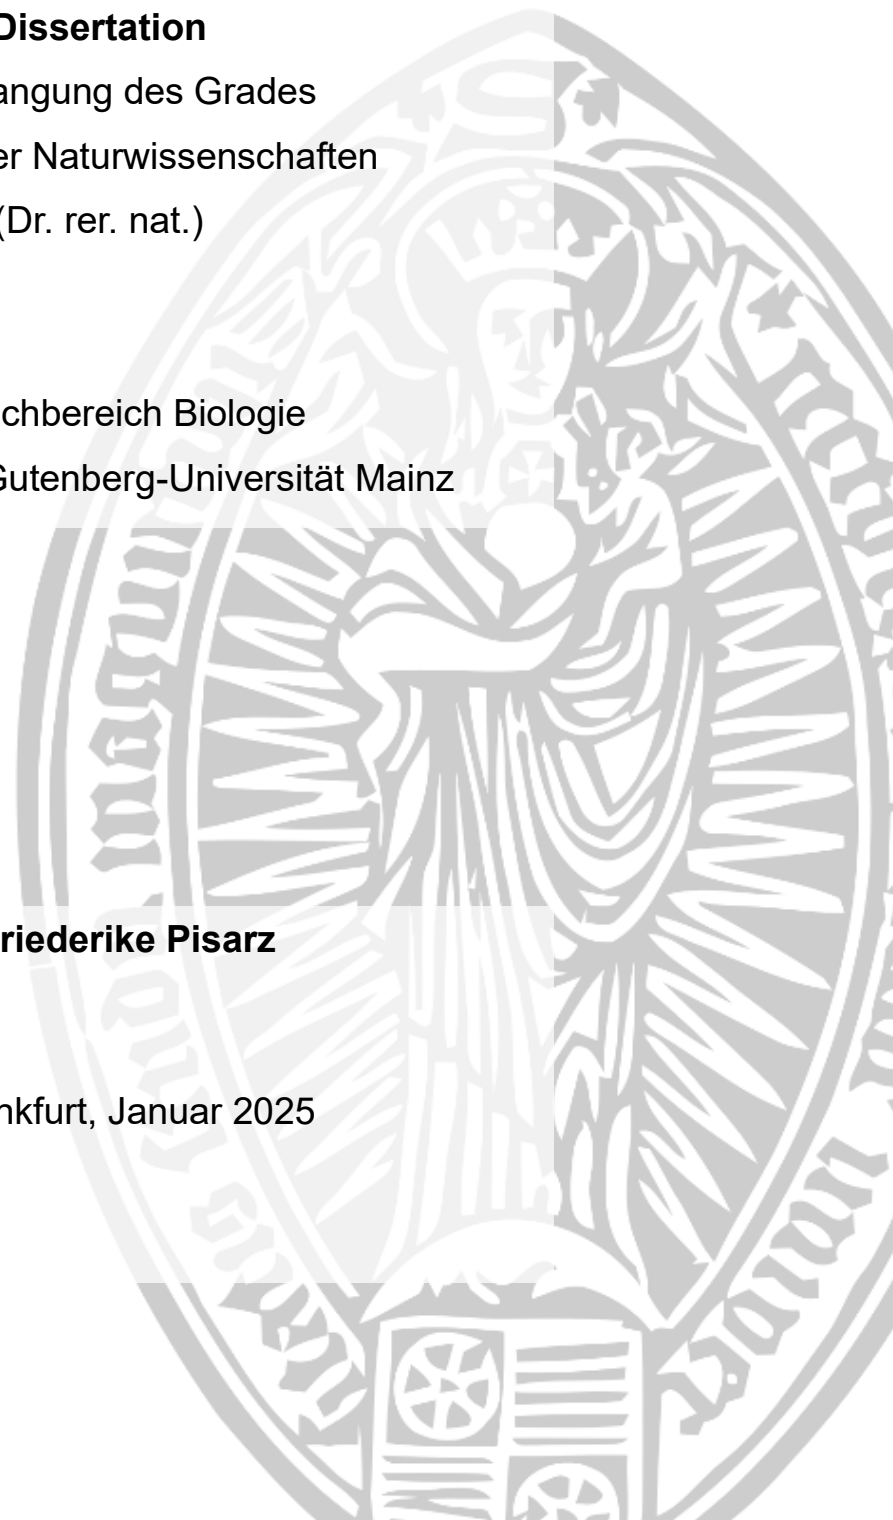 Dissertation
angung des Grades
er Naturwissenschaften
(Dr. rer. nat.)
chbereich Biologie
Gutenberg-Universität Mainz
riederike Pisarz
nkfurt, Januar 2025